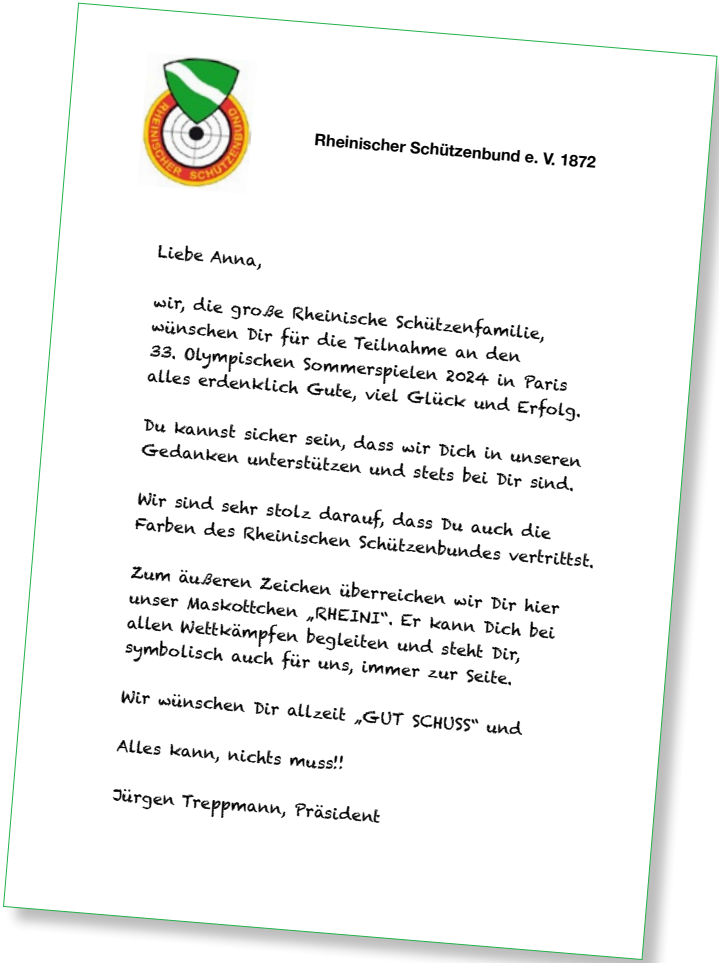 RHEINISCHER SCHÜTZENBUND
Rheinischer Schützenbund e. V. 1872
Liebe Anna,
wir, die große Rheinische Schützenfamilie,
wünschen Dir für die Teilnahme an den
33. Olympischen Sommerspielen 2024 in Paris
alles erdenklich Gute, viel Glück und Erfolg.
Du kannst sicher sein, dass wir Dich in unseren
Gedanken unterstützen und stets bei Dir sind.
Wir sind sehr stolz darauf, dass Du auch die
Farben des Rheinischen Schützenbundes vertrittst.
Zum äußeren Zeichen überreichen wir Dir hier
unser Maskottchen „RHEINI“. Er kann Dich bei
allen Wettkämpfen begleiten und steht Dir,
symbolisch auch für uns, immer zur Seite.
Wir wünschen Dir allzeit „GUT SCHUSS“ und
Alles kann, nichts muss!!
Jürgen Treppmann, Präsident